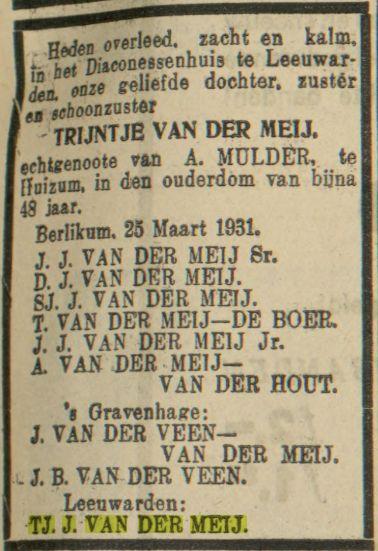 Heden overleed, zacht en kalm,
in het Diaconessenhuis te Leeuwar-
den, onze geliefde dochter, zuster
en schoonzuster
TRIJNTJE VAN DER MEIJ,
echtgenoote van A. MULDER, te
Huizum, in den ouderdom van bijna
48 jaar.
Berlikum, 25 Maart 1931.
J. J. VAN DER MEIJ Sr.
D. J. VAN DER MEIJ.
SJ. J. VAN DER MEIJ.
T. VAN DER MEIJ—DE BOER.
J. J. VAN DER MEIJ Jr.
A. VAN DER MEIJ—
VAN DER HOUT.
's Gravenhage:
J. VAN DER VEEN—
VAN DER MEIJ.
J. B. VAN DER VEEN.
Leeuwarden:
TJ. J. VAN DER MEIJ.